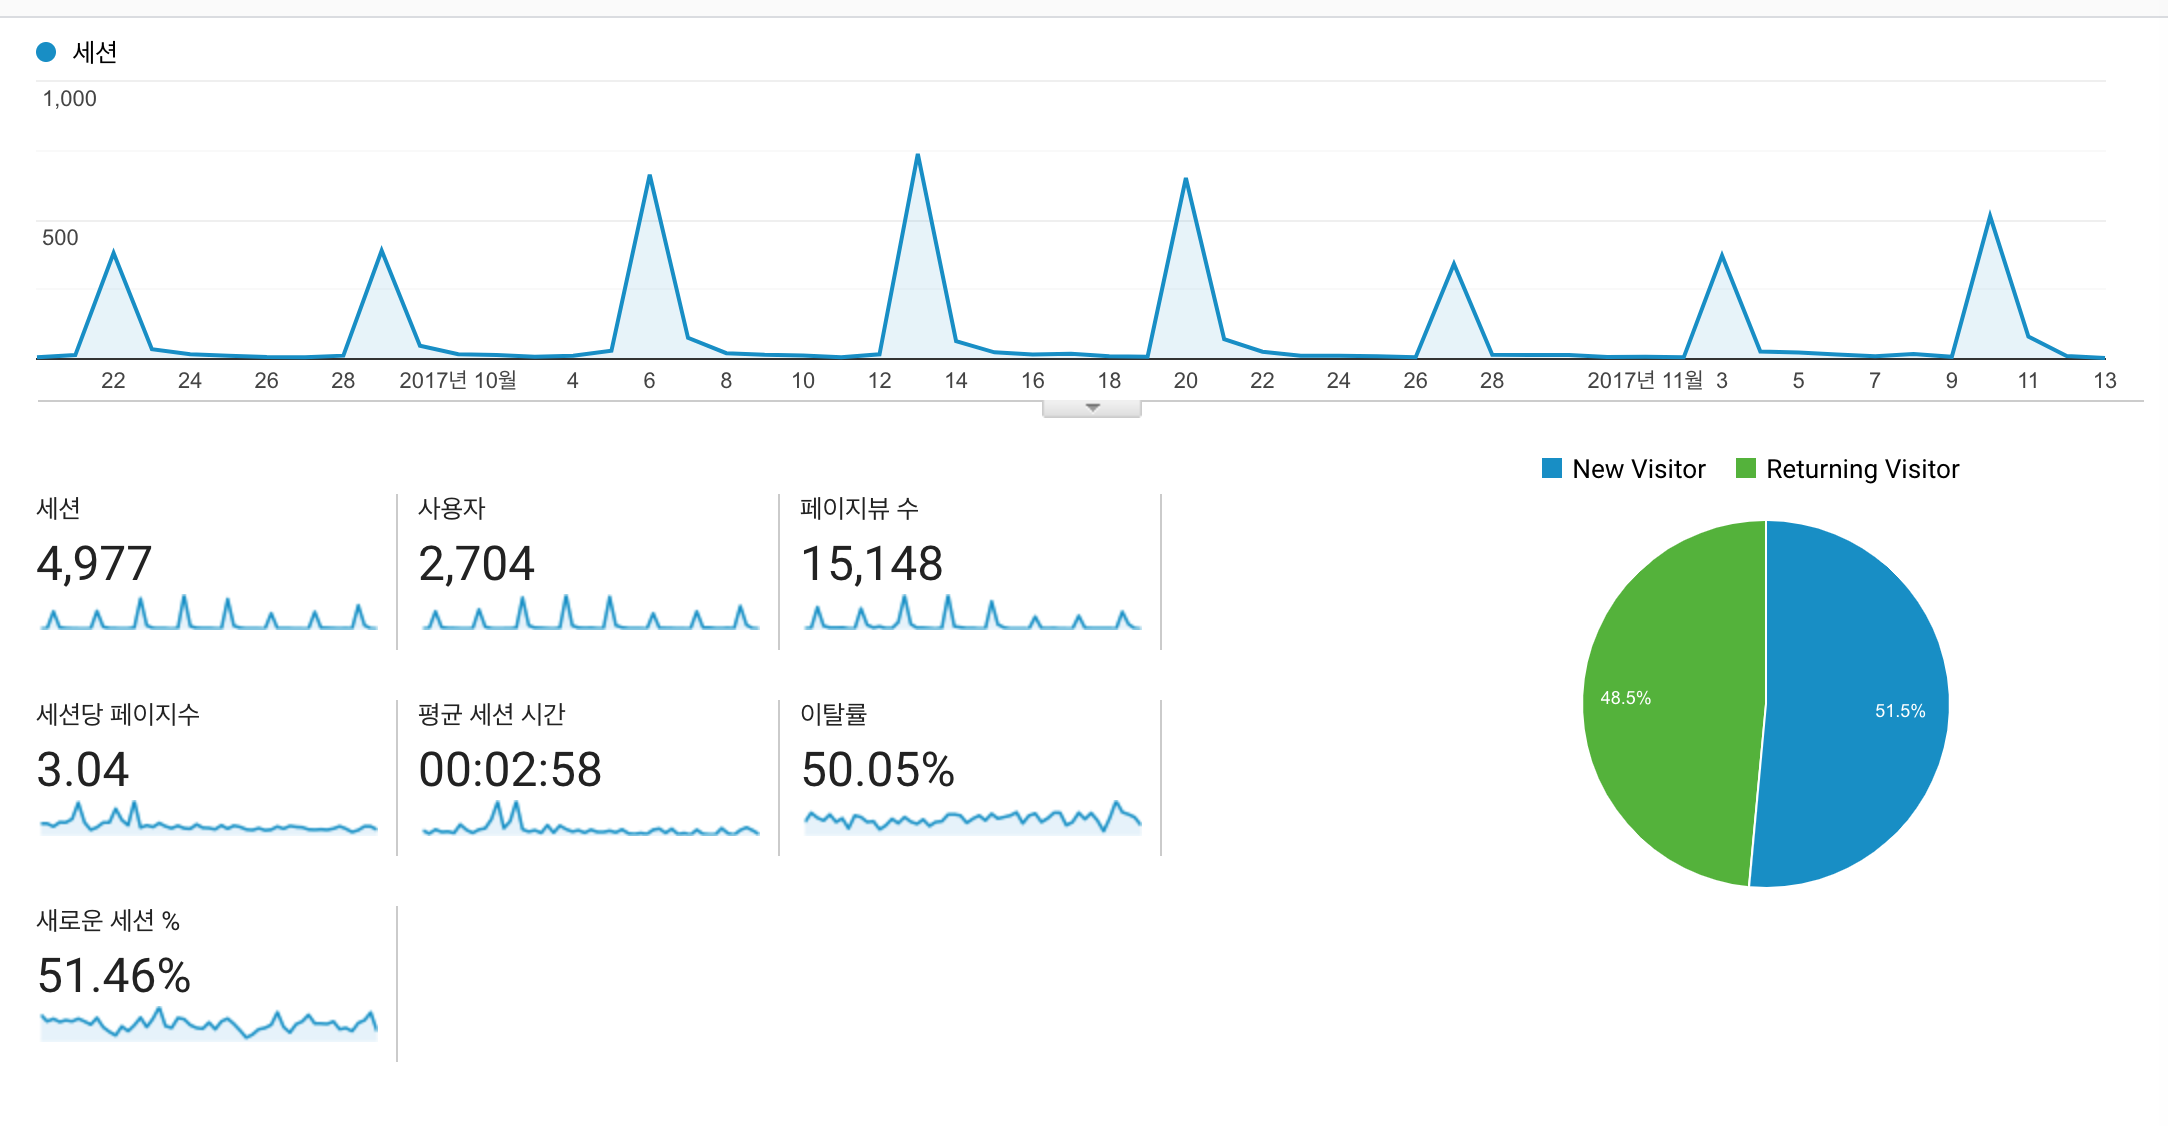 세션
1,000
500
22 24 26 28 2017년 10월 4 6 8 10 12 14 16 18 20 22 24 26 28 2017년 11월 3 5 7 9 11 13
New Visitor Returning Visitor
세션 사용자 페이지뷰 수
4,977 2,704 15,148
48.5% 51.5%
세션당 페이지수 평균 세션 시간 이탈률
3.04 00:02:58 50.05%
새로운 세션 %
51.46%